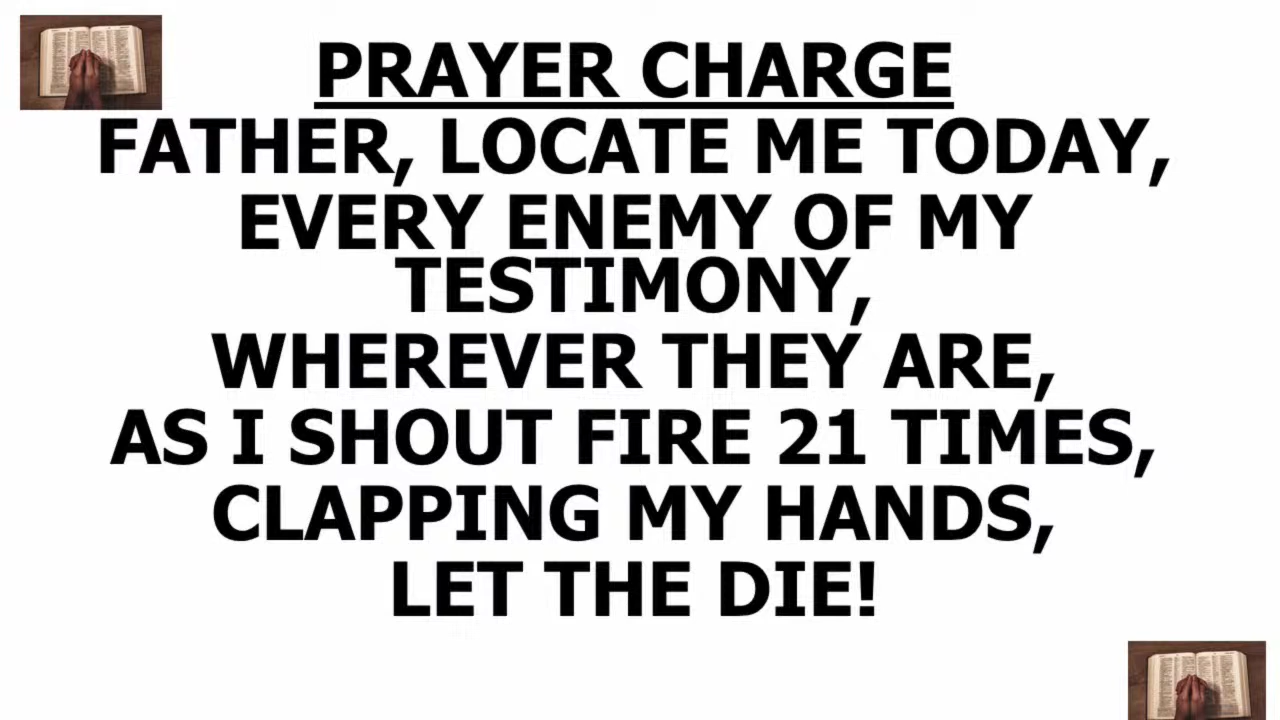 PRAYER CHARGE
FATHER, LOCATE ME TODAY,
EVERY ENEMY OF MY
TESTIMONY,
WHEREVER THEY ARE,
AS I SHOUT FIRE 21 TIMES,
CLAPPING MY HANDS,
LET THE DIE!